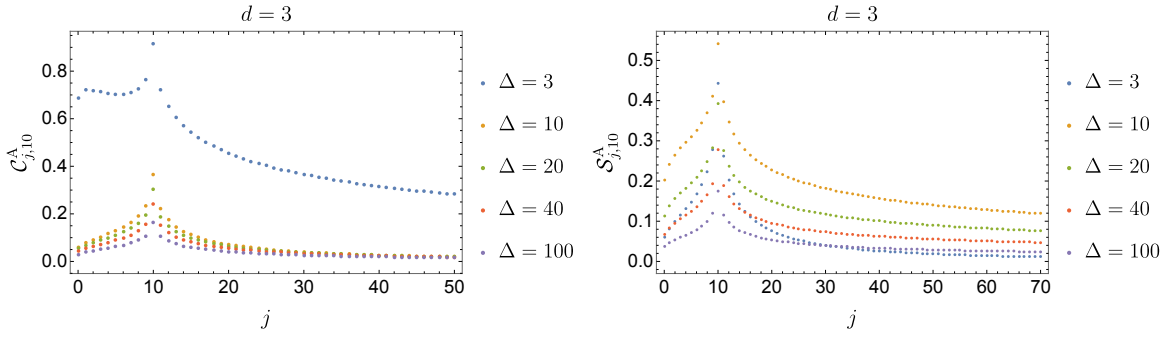 d = 3
0.8
0.6
0.4
0.2
0.0
0 10 20 30 40 50
j
𝒞^A_{j,10}
Δ = 3
Δ = 10
Δ = 20
Δ = 40
Δ = 100
d = 3
0.5
0.4
0.3
0.2
0.1
0.0
0 10 20 30 40 50 60 70
j
𝒮^A_{j,10}
Δ = 3
Δ = 10
Δ = 20
Δ = 40
Δ = 100